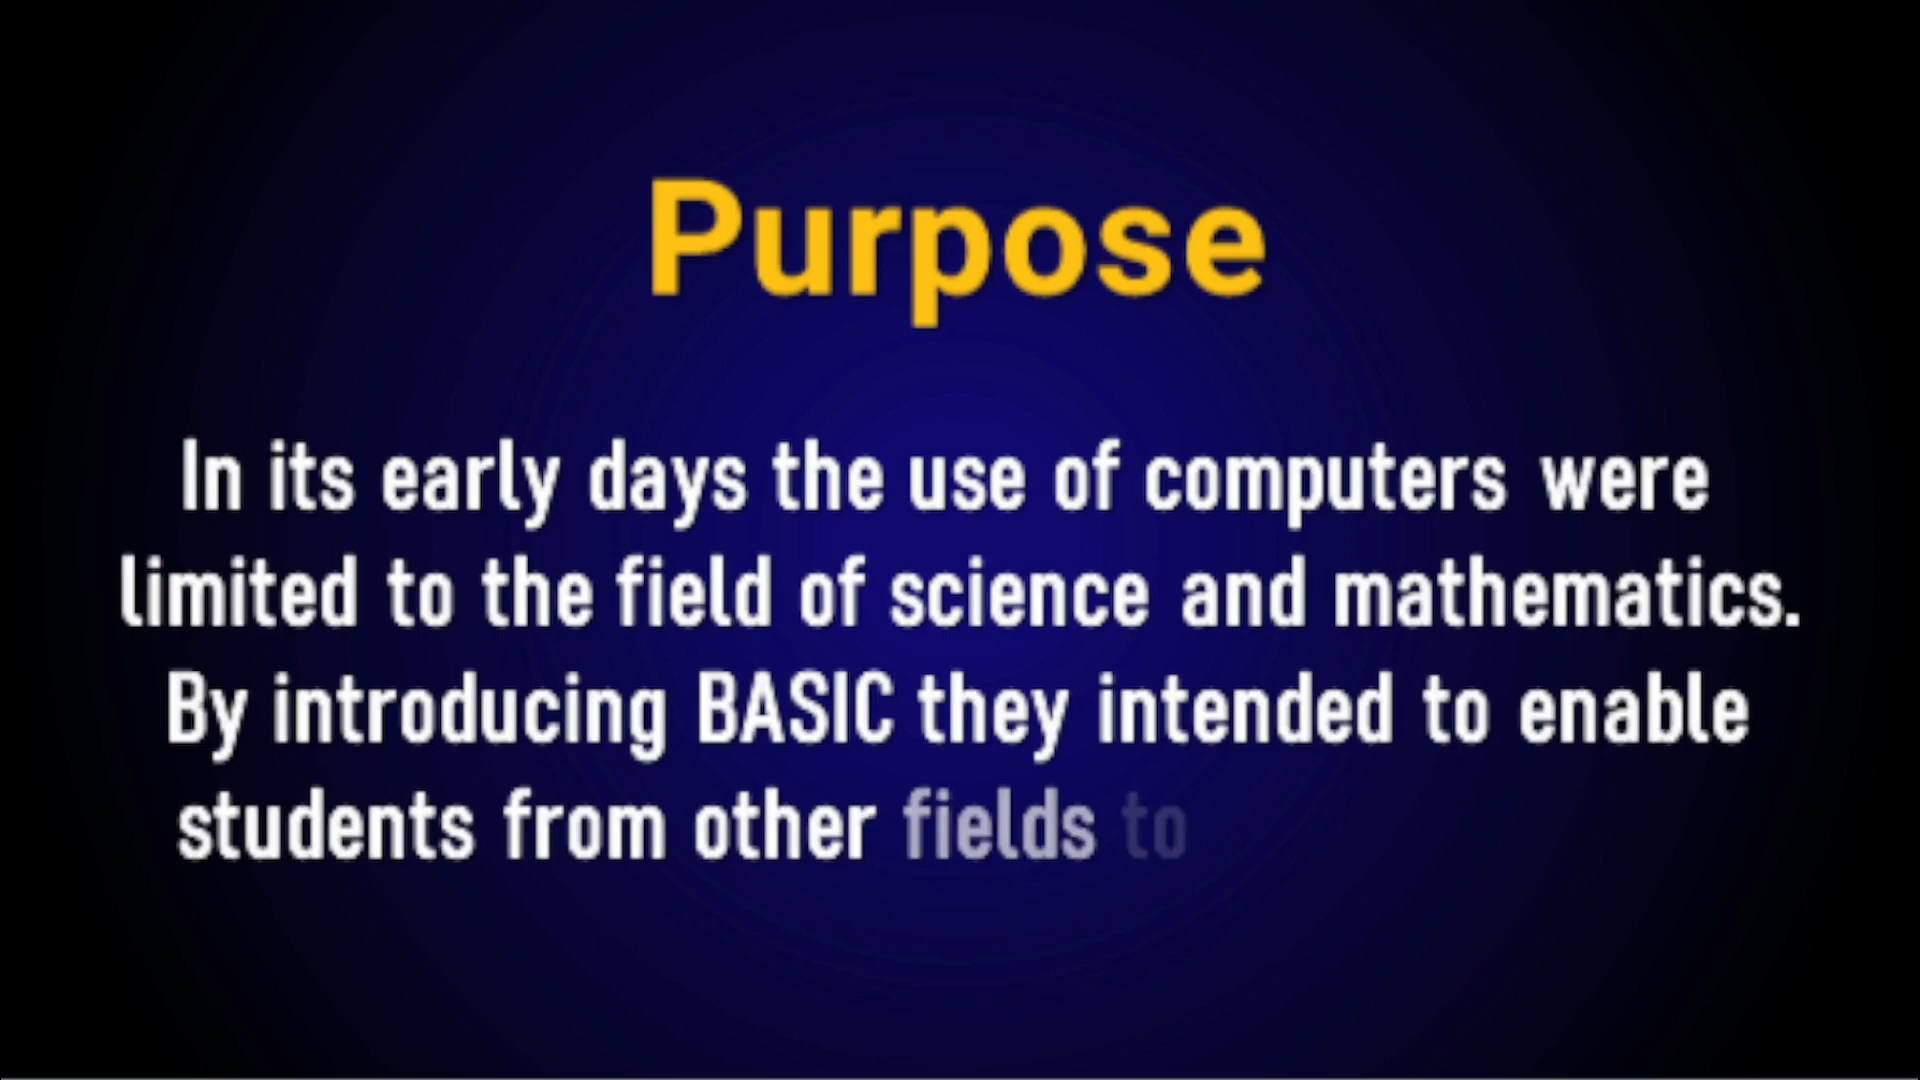 Purpose
In its early days the use of computers were
limited to the field of science and mathematics.
By introducing BASIC they intended to enable
students from other fields to